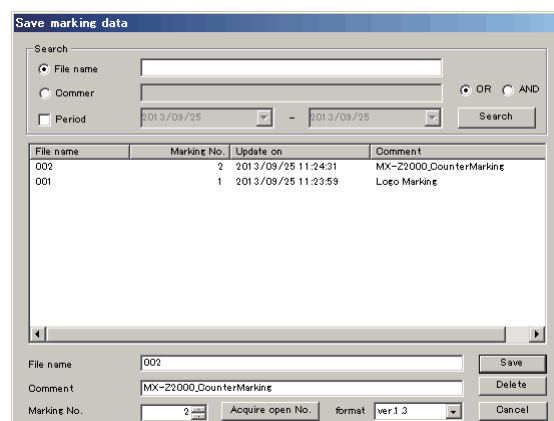 Save marking data
Search
File name
Commer
OR AND
Period 2013/09/25 - 2013/09/25 Search
File name Marking No. Update on Comment
002 2 2013/09/25 11:24:31 MX-Z2000_CounterMarking
001 1 2013/09/25 11:23:59 Logo Marking
File name 002 Save
Comment MX-Z2000_CounterMarking Delete
Marking No. 2 Acquire open No. format ver.1.3 Cancel